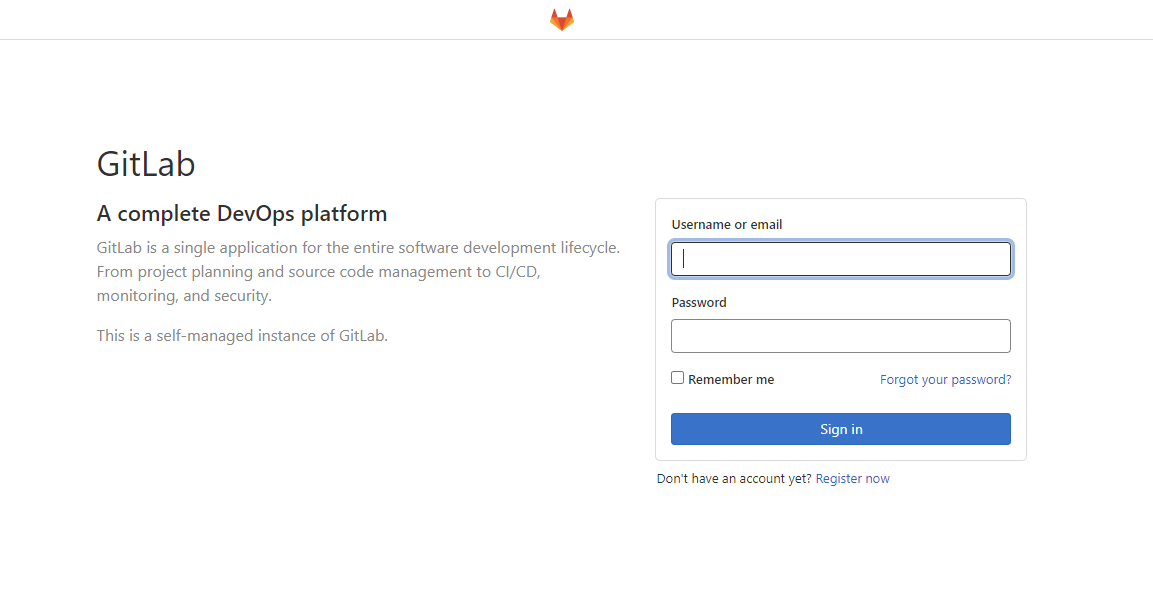 GitLab
A complete DevOps platform
GitLab is a single application for the entire software development lifecycle.
From project planning and source code management to CI/CD,
monitoring, and security.
This is a self-managed instance of GitLab.
Username or email
Password
Remember me
Forgot your password?
Sign in
Don't have an account yet? Register now